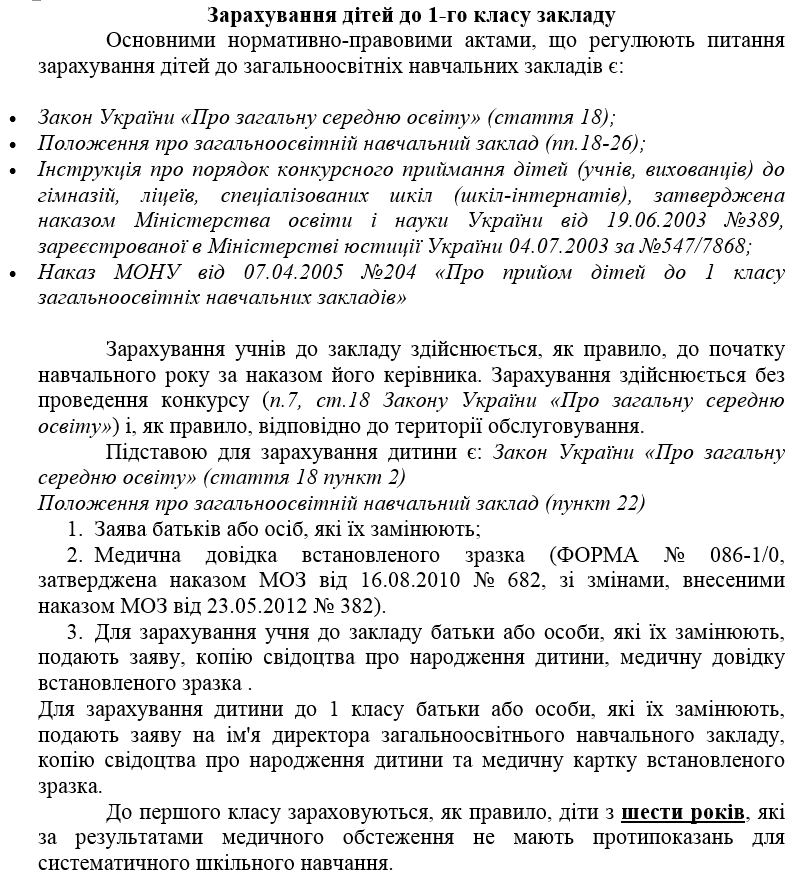 Зарахування дітей до 1-го класу закладу
Основними нормативно-правовими актами, що регулюють питання
зарахування дітей до загальноосвітніх навчальних закладів є:
• Закон України «Про загальну середню освіту» (стаття 18);
• Положення про загальноосвітній навчальний заклад (пп.18-26);
• Інструкція про порядок конкурсного приймання дітей (учнів, вихованців) до
гімназій, ліцеїв, спеціалізованих шкіл (шкіл-інтернатів), затверджена
наказом Міністерства освіти і науки України від 19.06.2003 №389,
зареєстрованої в Міністерстві юстиції України 04.07.2003 за №547/7868;
• Наказ МОНУ від 07.04.2005 №204 «Про прийом дітей до 1 класу
загальноосвітніх навчальних закладів»
Зарахування учнів до закладу здійснюється, як правило, до початку
навчального року за наказом його керівника. Зарахування здійснюється без
проведення конкурсу (п.7, ст.18 Закону України «Про загальну середню
освіту») і, як правило, відповідно до території обслуговування.
Підставою для зарахування дитини є: Закон України «Про загальну
середню освіту» (стаття 18 пункт 2)
Положення про загальноосвітній навчальний заклад (пункт 22)
1. Заява батьків або осіб, які їх замінюють;
2. Медична довідка встановленого зразка (ФОРМА № 086-1/0,
затверджена наказом МОЗ від 16.08.2010 № 682, зі змінами, внесеними
наказом МОЗ від 23.05.2012 № 382).
3. Для зарахування учня до закладу батьки або особи, які їх замінюють,
подають заяву, копію свідоцтва про народження дитини, медичну довідку
встановленого зразка .
Для зарахування дитини до 1 класу батьки або особи, які їх замінюють,
подають заяву на ім'я директора загальноосвітнього навчального закладу,
копію свідоцтва про народження дитини та медичну картку встановленого
зразка.
До першого класу зараховуються, як правило, діти з шести років, які
за результатами медичного обстеження не мають протипоказань для
систематичного шкільного навчання.